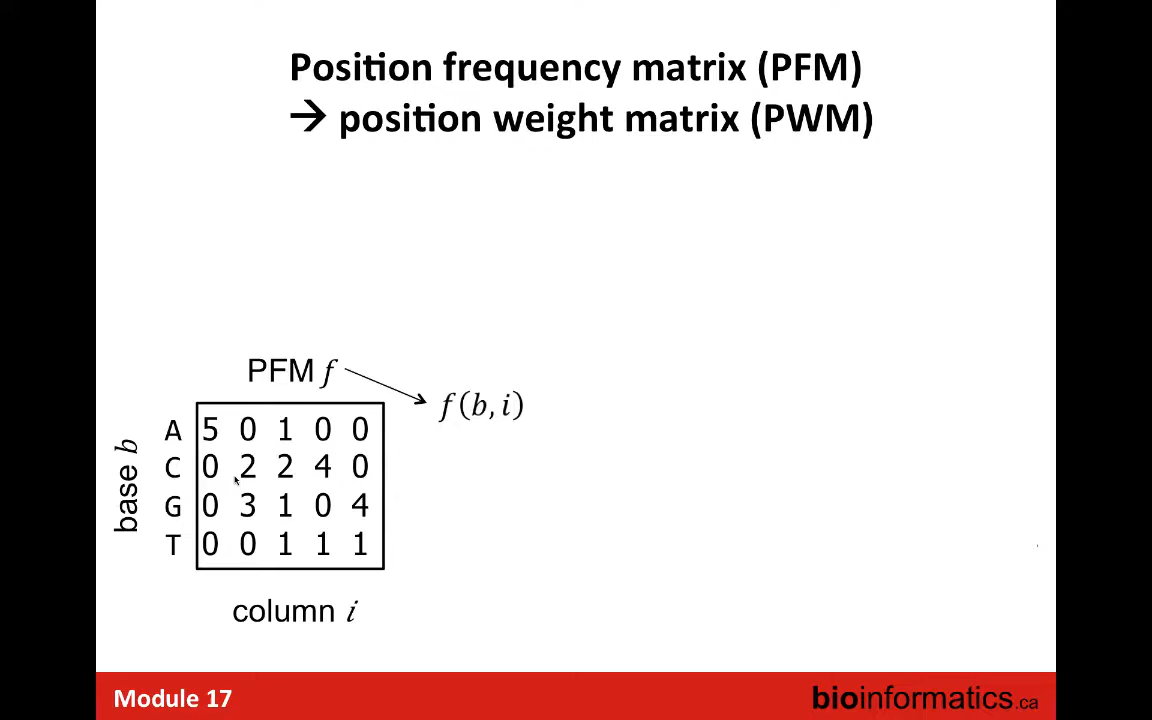 Position frequency matrix (PFM)
→ position weight matrix (PWM)
PFM f
f(b, i)
A 5 0 1 0 0
C 0 2 2 4 0
G 0 3 1 0 4
T 0 0 1 1 1
base b
column i
Module 17
bioinformatics.ca